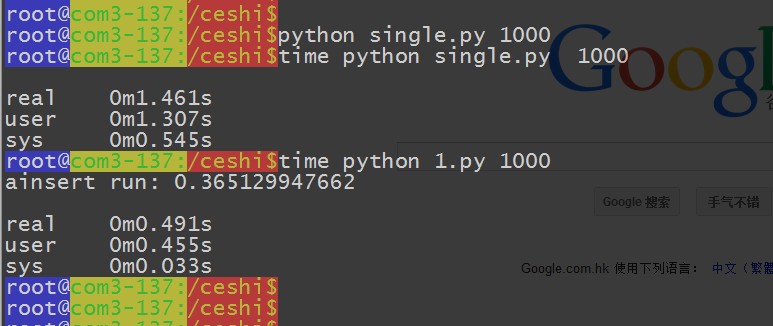 root@com3-137:/ceshi$
root@com3-137:/ceshi$python single.py 1000
root@com3-137:/ceshi$time python single.py  1000
Google
real    0m1.461s
user    0m1.307s
sys     0m0.545s
root@com3-137:/ceshi$time python 1.py 1000
ainsert run: 0.365129947662
Google 搜索
手气不错
real    0m0.491s
user    0m0.455s
sys     0m0.033s
Google.com.hk 使用下列语言： 中文（繁體
root@com3-137:/ceshi$
root@com3-137:/ceshi$
root@com3-137:/ceshi$